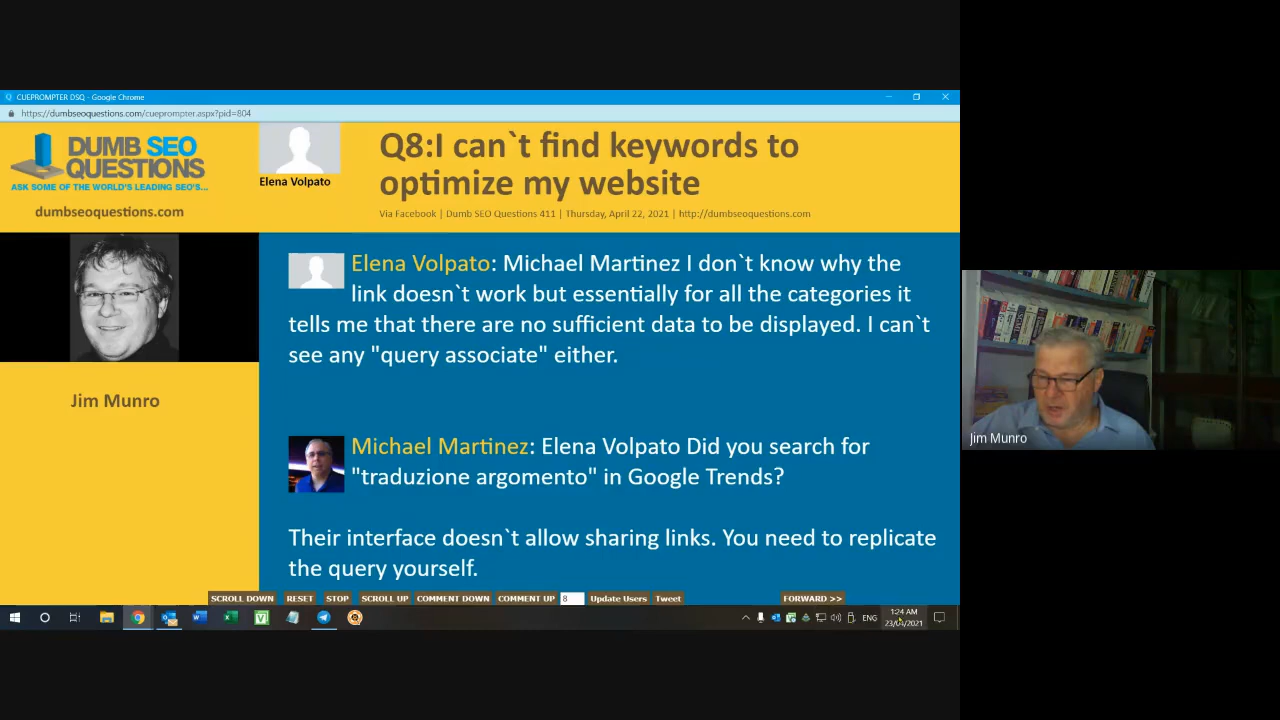 CUEPROMPTER DSQ - Google Chrome
https://dumbseoquestions.com/cueprompter.aspx?pid=804
DUMB SEO
QUESTIONS
ASK SOME OF THE WORLD'S LEADING SEO'S...
dumbseoquestions.com
Elena Volpato
Q8:I can`t find keywords to
optimize my website
Via Facebook | Dumb SEO Questions 411 | Thursday, April 22, 2021 | http://dumbseoquestions.com
Jim Munro
Elena Volpato: Michael Martinez I don`t know why the
link doesn`t work but essentially for all the categories it
tells me that there are no sufficient data to be displayed. I can`t
see any "query associate" either.
Michael Martinez: Elena Volpato Did you search for
"traduzione argomento" in Google Trends?
Their interface doesn`t allow sharing links. You need to replicate
the query yourself.
SCROLL DOWN RESET STOP SCROLL UP COMMENT DOWN COMMENT UP 8 Update Users Tweet FORWARD >>
ENG
1:24 AM
23/04/2021
Jim Munro